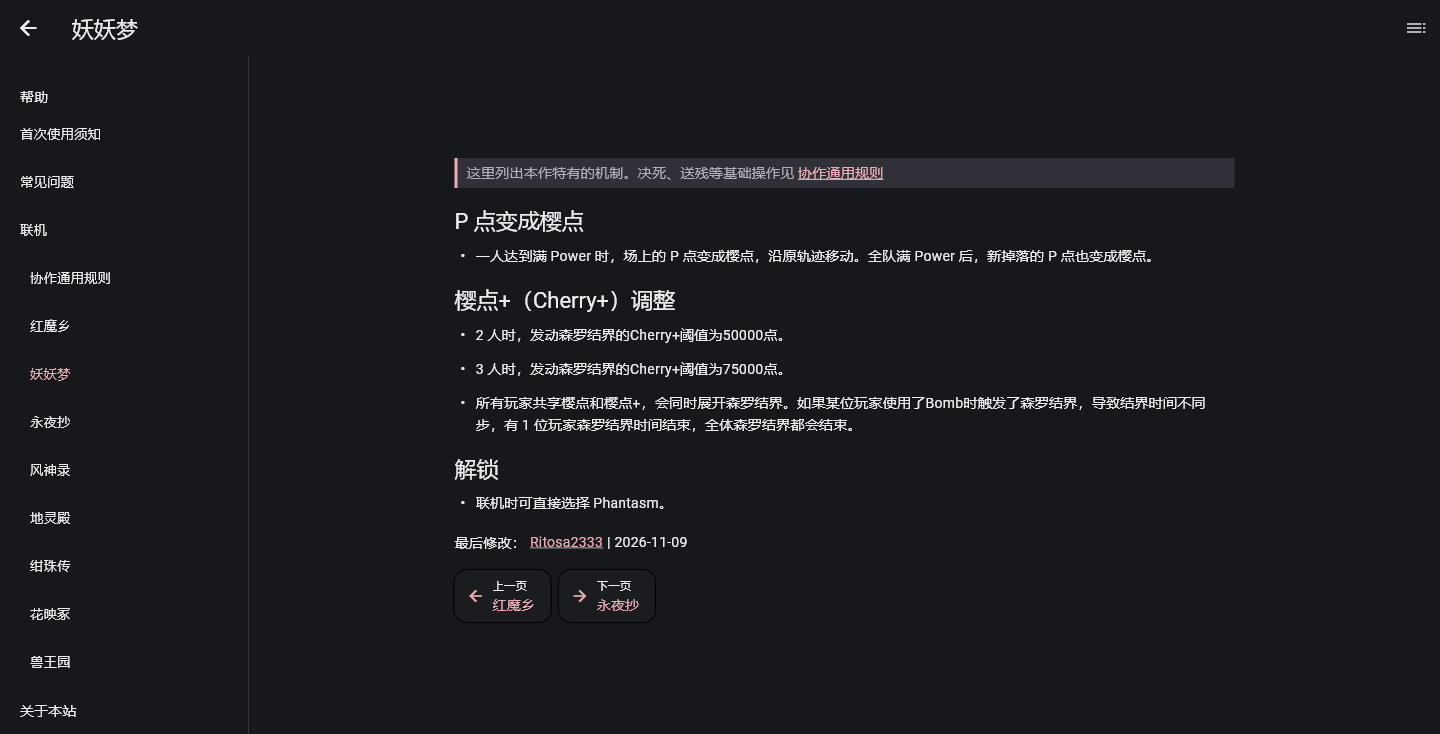 妖妖梦
帮助
首次使用须知
常见问题
联机
协作通用规则
红魔乡
妖妖梦
永夜抄
风神录
地灵殿
绀珠传
花映冢
兽王园
关于本站
这里列出本作特有的机制。决死、送残等基础操作见 协作通用规则
P 点变成樱点
• 一人达到满 Power 时，场上的 P 点变成樱点，沿原轨迹移动。全队满 Power 后，新掉落的 P 点也变成樱点。
樱点+（Cherry+）调整
• 2 人时，发动森罗结界的Cherry+阈值为50000点。
• 3 人时，发动森罗结界的Cherry+阈值为75000点。
• 所有玩家共享樱点和樱点+，会同时展开森罗结界。如果某位玩家使用了Bomb时触发了森罗结界，导致结界时间不同
步，有 1 位玩家森罗结界时间结束，全体森罗结界都会结束。
解锁
• 联机时可直接选择 Phantasm。
最后修改： Ritosa2333 | 2026-11-09
上一页
红魔乡
下一页
永夜抄